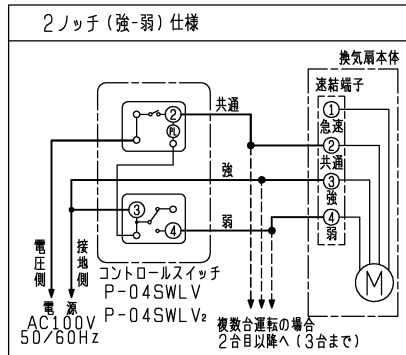 2ノッチ(強-弱)仕様
換気扇本体
速結端子
①
急速
②
共通
③
強
④
弱
M
共通
②
PL
強
③
④
弱
電圧側
接地側
電源
AC100V
50/60Hz
コントロールスイッチ
P-04SWLV
P-04SWLV₂
複数台運転の場合
2台目以降へ(3台まで)